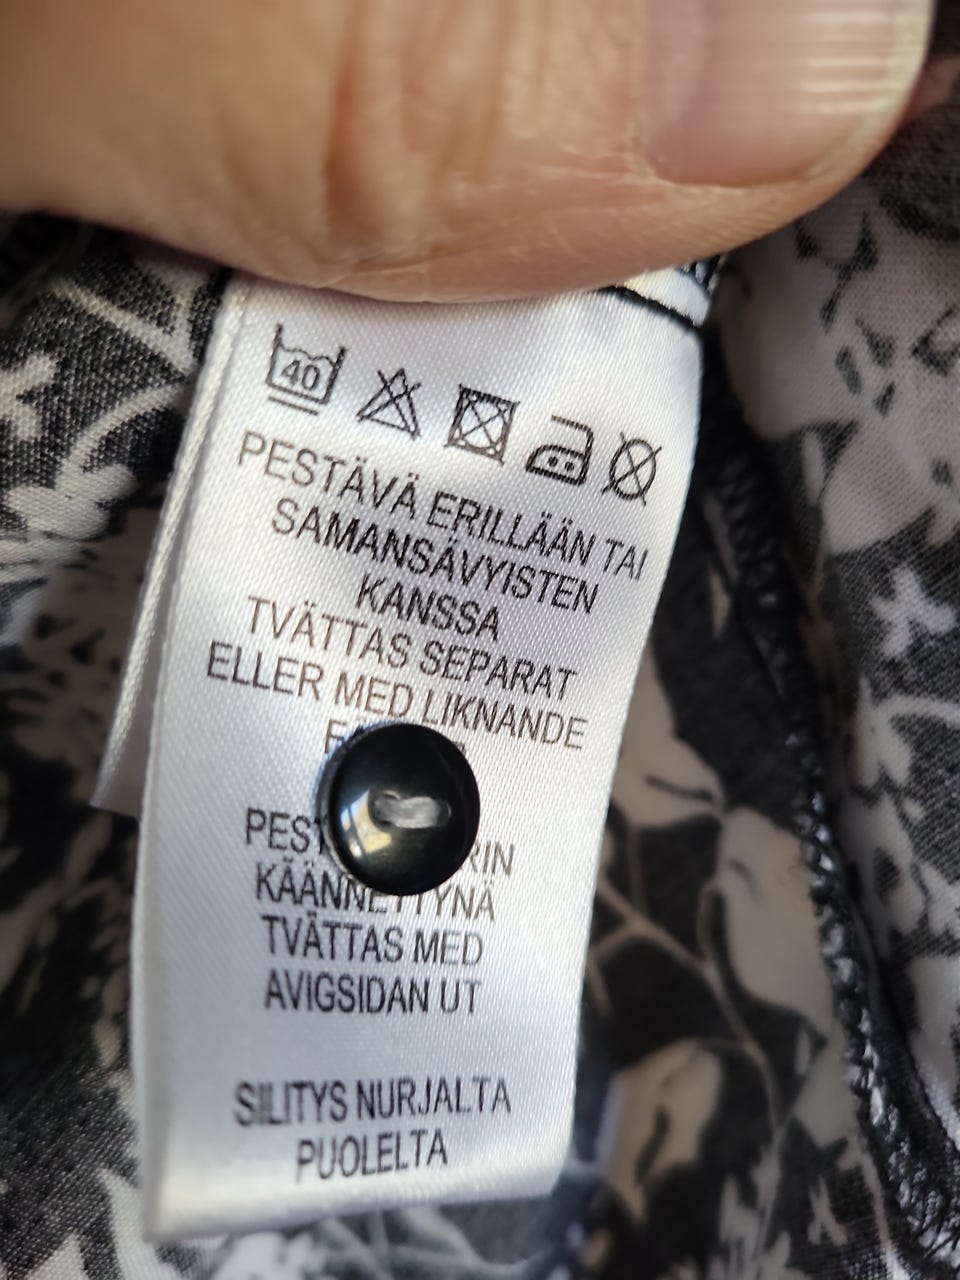 40
PESTÄVÄ ERILLÄÄN TAI
SAMANSÄVYISTEN
KANSSA
TVÄTTAS SEPARAT
ELLER MED LIKNANDE
KÄÄNNETTYNÄ
TVÄTTAS MED
AVIGSIDAN UT
SILITYS NURJALTA
PUOLELTA